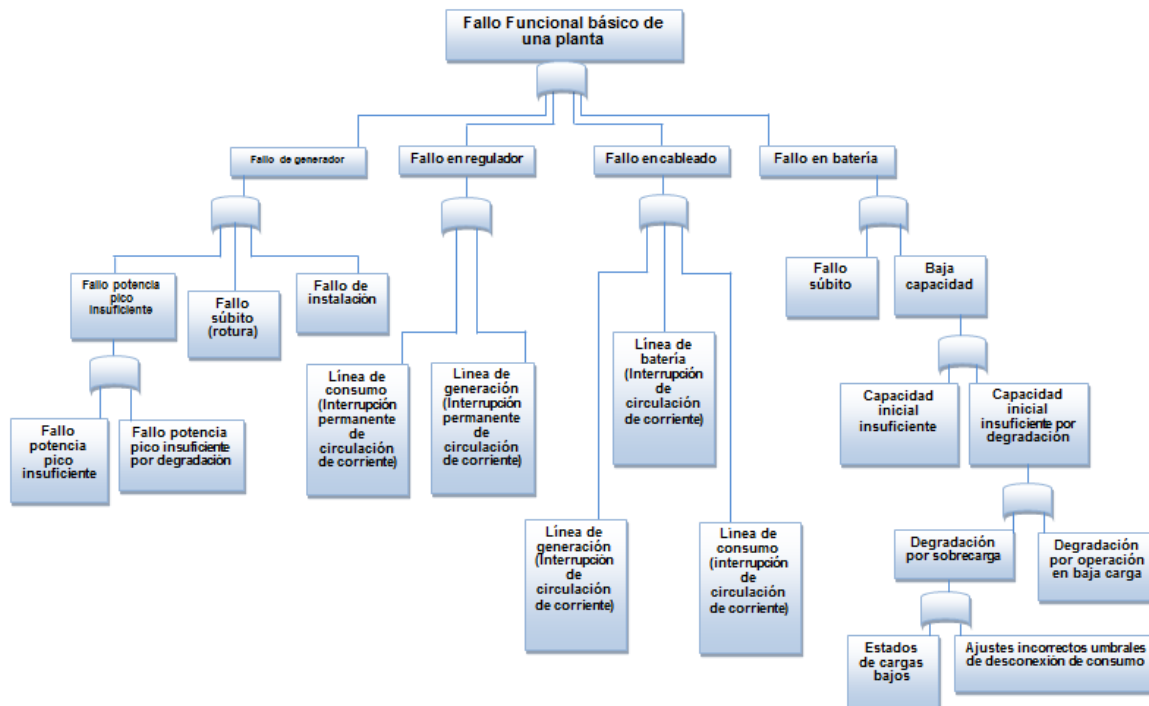 Fallo Funcional básico de
una planta
Fallo de generador
Fallo en regulador
Fallo en cableado
Fallo en batería
Fallo potencia
pico
insuficiente
Fallo
súbito
(rotura)
Fallo de
instalación
Fallo
súbito
Baja
capacidad
Línea de
consumo
(Interrupción
permanente
de
circulación
de corriente)
Linea de
generación
(Interrupción
permanente
de
circulación
de corriente)
Línea de
batería
(Interrupción
de
circulación
de corriente)
Capacidad
inicial
insuficiente
Capacidad
inicial
insuficiente por
degradación
Fallo
potencia
pico
insuficiente
Fallo potencia
pico insuficiente
por degradación
Línea de
generación
(Interrupción
de
circulación
de corriente)
Linea de
consumo
(interrupción
de
circulación
de corriente)
Degradación
por sobrecarga
Degradación
por operación
en baja carga
Estados
de cargas
bajos
Ajustes incorrectos umbrales
de desconexión de consumo